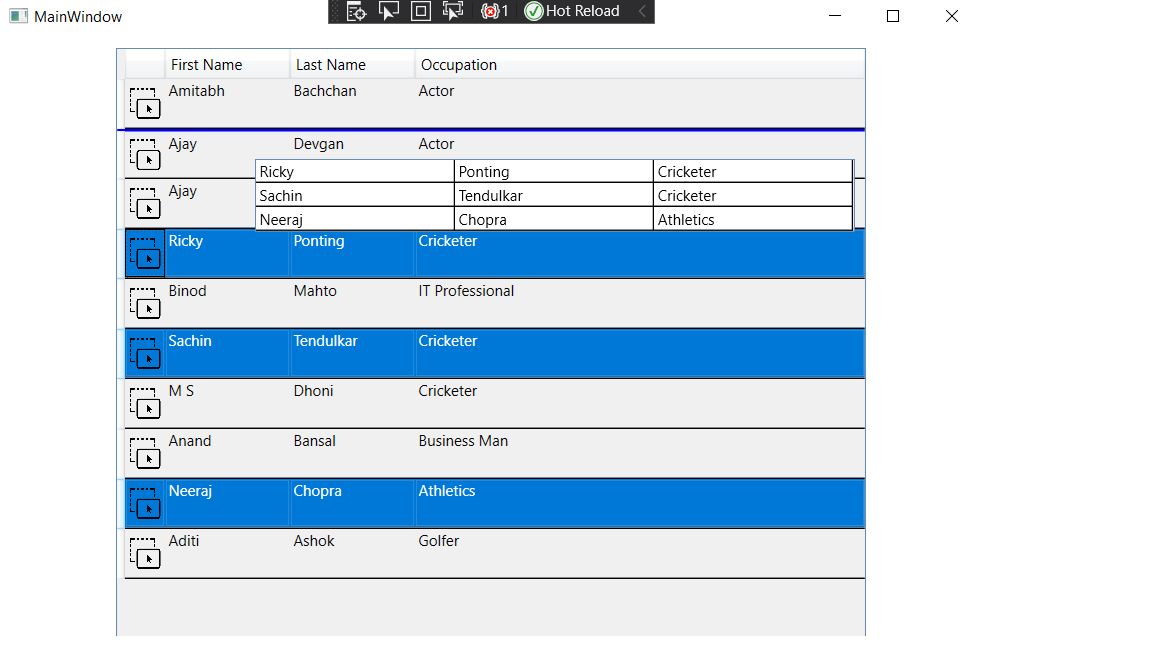 MainWindow
1 Hot Reload
First Name Last Name Occupation
Amitabh Bachchan Actor
Ajay Devgan Actor
Ricky Ponting Cricketer
Ajay
Sachin Tendulkar Cricketer
Neeraj Chopra Athletics
Ricky Ponting Cricketer
Binod Mahto IT Professional
Sachin Tendulkar Cricketer
M S Dhoni Cricketer
Anand Bansal Business Man
Neeraj Chopra Athletics
Aditi Ashok Golfer